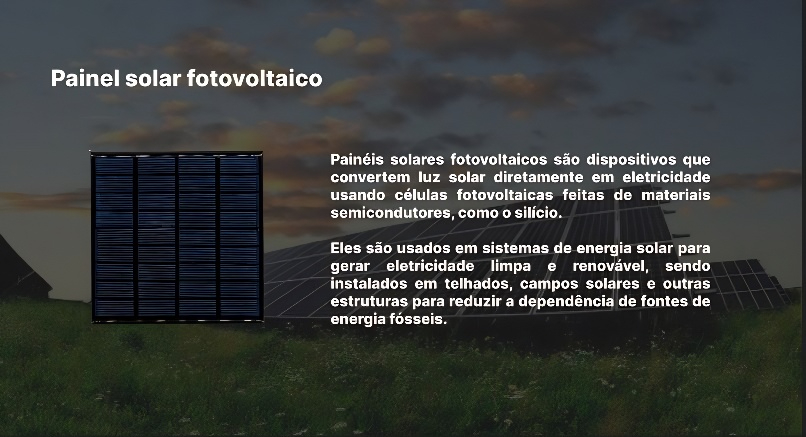 Painel solar fotovoltaico
Painéis solares fotovoltaicos são dispositivos que
convertem luz solar diretamente em eletricidade
usando células fotovoltaicas feitas de materiais
semicondutores, como o silício.
Eles são usados em sistemas de energia solar para
gerar eletricidade limpa e renovável, sendo
instalados em telhados, campos solares e outras
estruturas para reduzir a dependência de fontes de
energia fósseis.